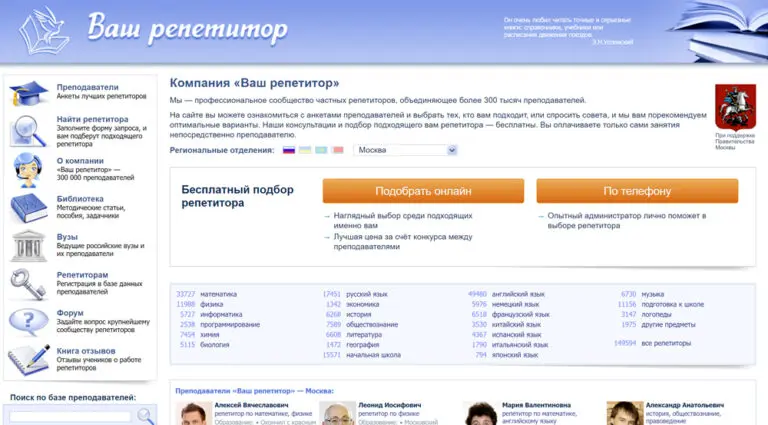 Ваш репетитор
Он очень любил читать точные и серьезные
книги: справочники, учебники или
расписания движения поездов.
Э.Н.Успенский
Преподаватели
Анкеты лучших репетиторов
Найти репетитора
Заполните форму запроса, и
вам подберут подходящего
репетитора
О компании
«Ваш репетитор» —
300 000 преподавателей
Библиотека
Методические статьи,
пособия, задачники
Вузы
Ведущие российские вузы и
их преподаватели
Репетиторам
Регистрация в базе данных
преподавателей
Форум
Задайте вопрос крупнейшему
сообществу репетиторов
Книга отзывов
Отзывы учеников о работе
репетиторов
Поиск по базе преподавателей:
Компания «Ваш репетитор»
Мы — профессиональное сообщество частных репетиторов, объединяющее более 300 тысяч преподавателей.
На сайте вы можете ознакомиться с анкетами преподавателей и выбрать тех, кто вам подходит, или спросить совета, и мы вам порекомендуем
оптимальные варианты. Наши консультации и подбор подходящего вам репетитора — бесплатны. Вы оплачиваете только сами занятия
непосредственно преподавателю.
При поддержке
Правительства
Москвы
Региональные отделения:
Москва
Бесплатный подбор
репетитора
Подобрать онлайн
→ Наглядный выбор среди подходящих
именно вам
→ Лучшая цена за счёт конкурса между
преподавателями
По телефону
→ Опытный администратор лично поможет в
выборе репетитора
33727 математика
11988 физика
5727 информатика
2538 программирование
7454 химия
5115 биология
17451 русский язык
1342 экономика
6268 история
7589 обществознание
6608 литература
1472 география
15571 начальная школа
49480 английский язык
5976 немецкий язык
6518 французский язык
3530 китайский язык
4367 испанский язык
1790 итальянский язык
794 японский язык
6730 музыка
11156 подготовка к школе
3147 логопеды
1975 другие предметы
149594 все репетиторы
Преподаватели «Ваш репетитор» — Москва:
Алексей Вячеславович
репетитор по математике, физике
Образование: • Окончил с красным
Леонид Иосифович
репетитор по физике
Образование: • Московский
Мария Валентиновна
репетитор по математике,
английскому языку
Александр Анатольевич
история, обществознание,
правоведение